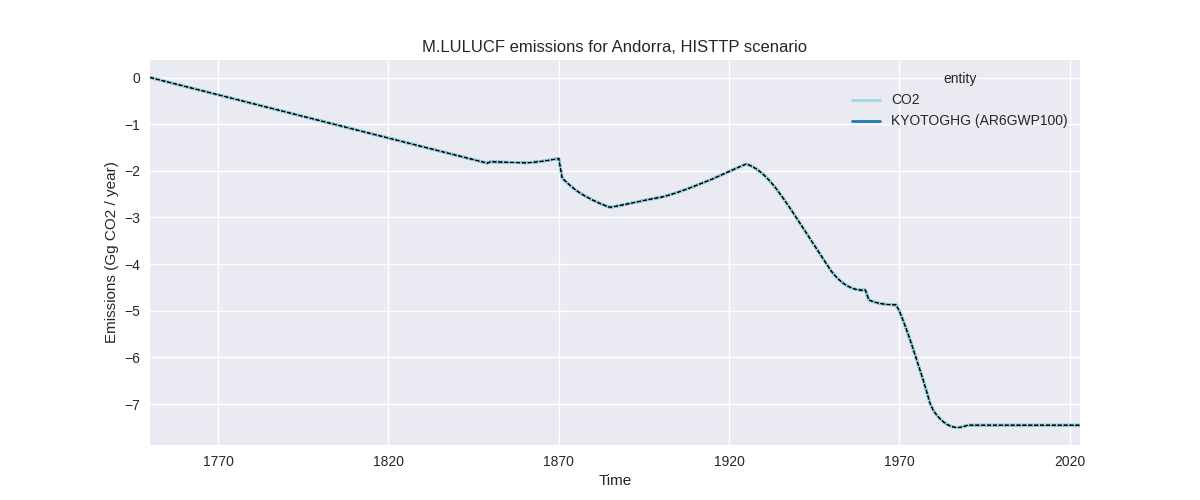 M.LULUCF emissions for Andorra, HISTTP scenario
entity
CO2
KYOTOGHG (AR6GWP100)
Emissions (Gg CO2 / year)
0
−1
−2
−3
−4
−5
−6
−7
1770 1820 1870 1920 1970 2020
Time